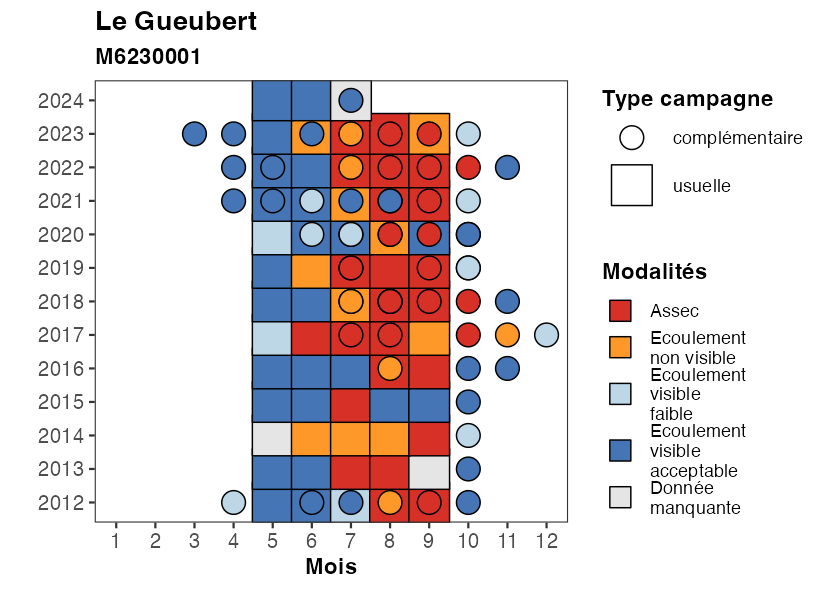 Le Gueubert
M6230001
2024
2023
2022
2021
2020
2019
2018
2017
2016
2015
2014
2013
2012
1 2 3 4 5 6 7 8 9 10 11 12
Mois
Type campagne
complémentaire
usuelle
Modalités
Assec
Ecoulement
non visible
Ecoulement
visible
faible
Ecoulement
visible
acceptable
Donnée
manquante